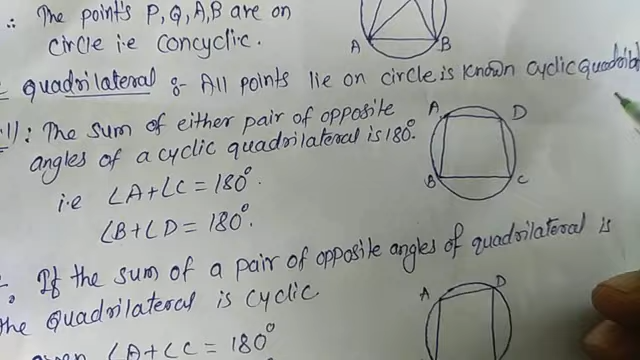 ∴ The points P, Q, A, B are on
circle i.e concyclic.
A B
quadrilateral :- All points lie on circle is known cyclic
: The sum of either pair of opposite
angles of a cyclic quadrilateral is 180°.
i.e ∠A+∠C = 180°.
∠B+∠D = 180°.
A D
B C
If the sum of a pair of opposite angles of quadrilateral is
the quadrilateral is cyclic
∠A+∠C = 180°
A D